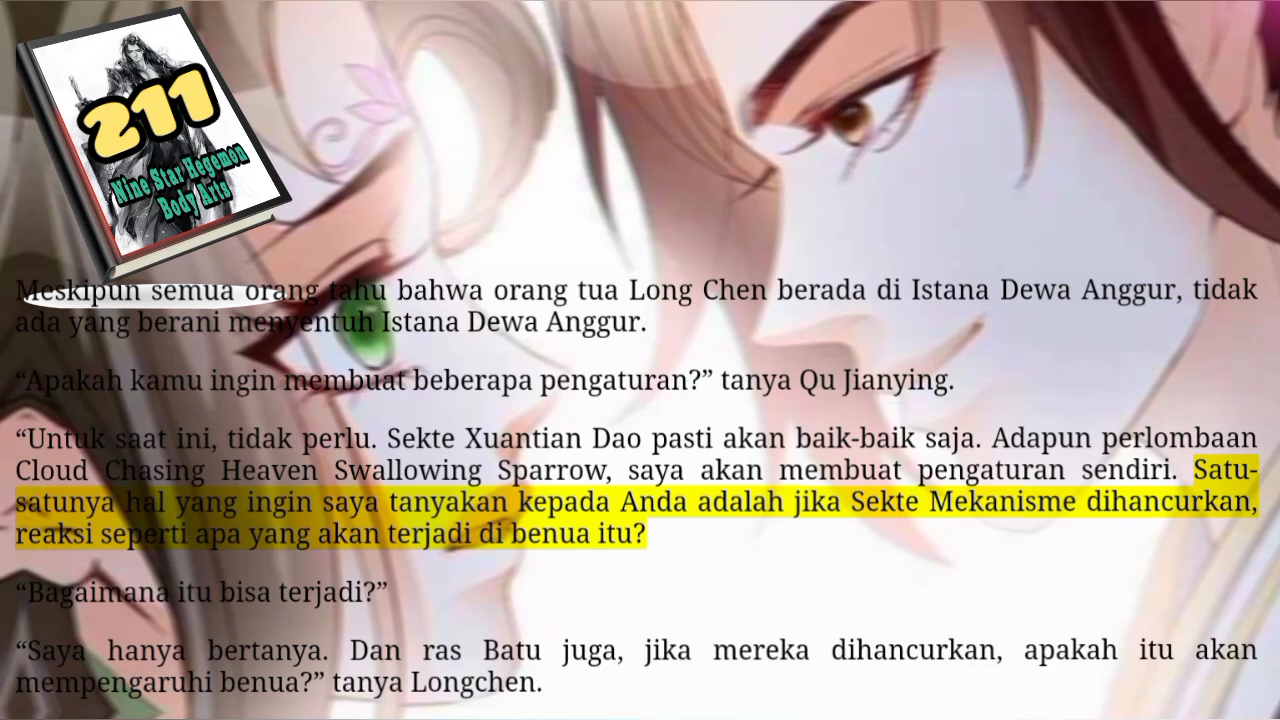 211
Nine Star Hegemon
Body Arts
Meskipun semua orang tahu bahwa orang tua Long Chen berada di Istana Dewa Anggur, tidak
ada yang berani menyentuh Istana Dewa Anggur.
“Apakah kamu ingin membuat beberapa pengaturan?” tanya Qu Jianying.
“Untuk saat ini, tidak perlu. Sekte Xuantian Dao pasti akan baik-baik saja. Adapun perlombaan
Cloud Chasing Heaven Swallowing Sparrow, saya akan membuat pengaturan sendiri. Satu-
satunya hal yang ingin saya tanyakan kepada Anda adalah jika Sekte Mekanisme dihancurkan,
reaksi seperti apa yang akan terjadi di benua itu?
“Bagaimana itu bisa terjadi?”
“Saya hanya bertanya. Dan ras Batu juga, jika mereka dihancurkan, apakah itu akan
mempengaruhi benua?” tanya Longchen.